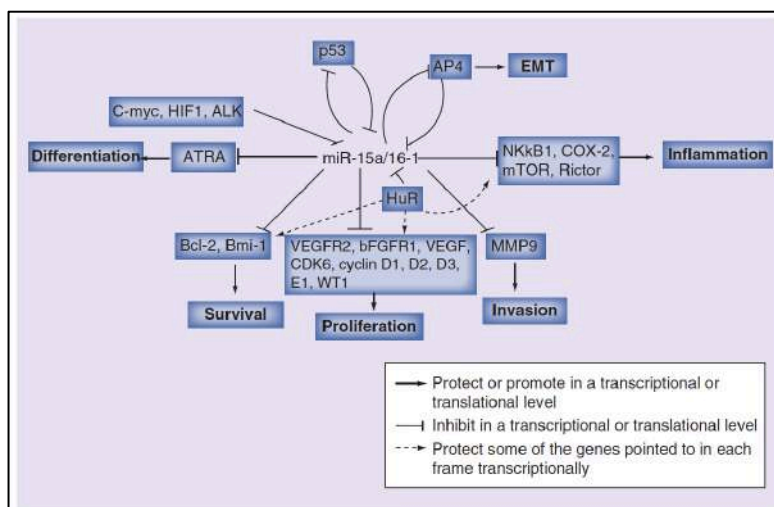 p53
AP4
EMT
C-myc, HIF1, ALK
Differentiation
ATRA
miR-15a/16-1
NKkB1, COX-2,
mTOR, Rictor
Inflammation
HuR
Bcl-2, Bmi-1
VEGFR2, bFGFR1, VEGF,
CDK6, cyclin D1, D2, D3,
E1, WT1
MMP9
Survival
Proliferation
Invasion
Protect or promote in a transcriptional or
translational level
Inhibit in a transcriptional or translational level
Protect some of the genes pointed to in each
frame transcriptionally